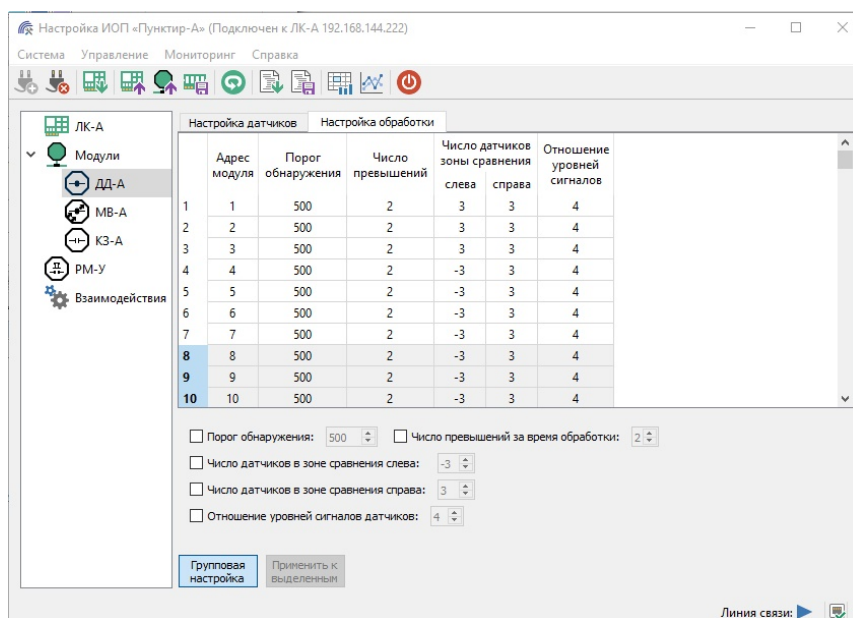 Настройка ИОП «Пунктир-А» (Подключен к ЛК-А 192.168.144.222)
Система Управление Мониторинг Справка
ЛК-А
Модули
ДД-А
МВ-А
КЗ-А
РМ-У
Взаимодействия
Настройка датчиков Настройка обработки
Адрес модуля Порог обнаружения Число превышений Число датчиков зоны сравнения слева справа Отношение уровней сигналов
1 1 500 2 3 3 4
2 2 500 2 3 3 4
3 3 500 2 3 3 4
4 4 500 2 -3 3 4
5 5 500 2 -3 3 4
6 6 500 2 -3 3 4
7 7 500 2 -3 3 4
8 8 500 2 -3 3 4
9 9 500 2 -3 3 4
10 10 500 2 -3 3 4
Порог обнаружения: 500 Число превышений за время обработки: 2
Число датчиков в зоне сравнения слева: -3
Число датчиков в зоне сравнения справа: 3
Отношение уровней сигналов датчиков: 4
Групповая настройка Применить к выделенным
Линия связи: